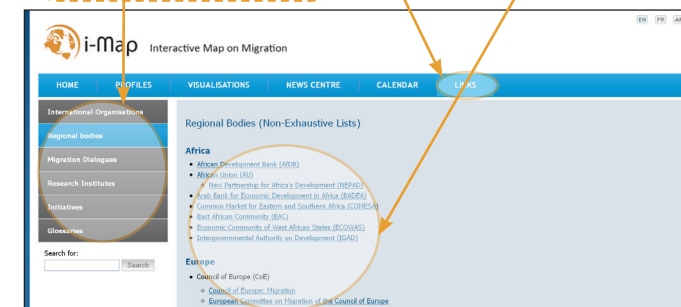 EN FR
i-Map Interactive Map on Migration
HOME PROFILES VISUALISATIONS NEWS CENTRE CALENDAR LINKS
International Organisations
Regional bodies
Migration Dialogues
Research Institutes
Initiatives
Glossaries
Search for:
Search
Regional Bodies (Non-Exhaustive Lists)
Africa
• African Development Bank (AfDB)
• African Union (AU)
o New Partnership for Africa's Development (NEPAD)
• Arab Bank for Economic Development in Africa (BADEA)
• Common Market for Eastern and Southern Africa (COMESA)
• East African Community (EAC)
• Economic Community of West African States (ECOWAS)
• Intergovernmental Authority on Development (IGAD)
Europe
• Council of Europe (CoE)
o Council of Europe: Migration
o European Committee on Migration of the Council of Europe